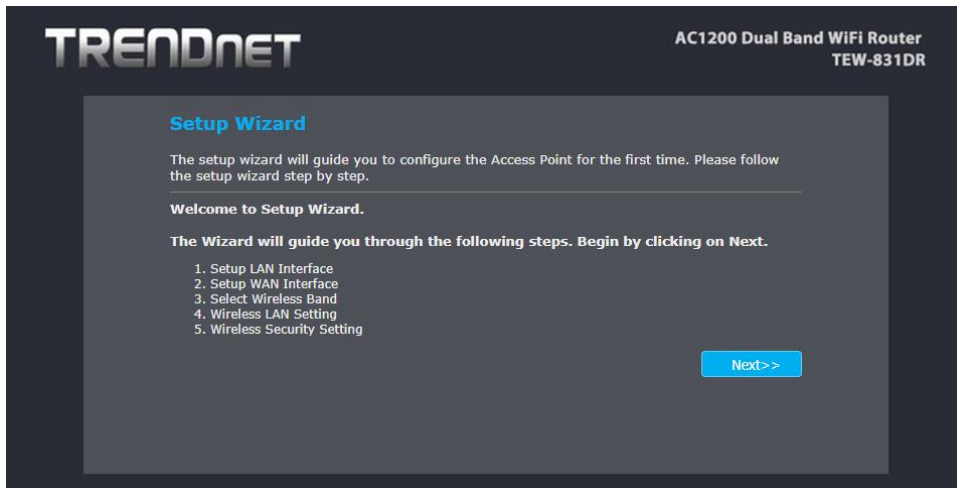 TRENDNET
AC1200 Dual Band WiFi Router
TEW-831DR
Setup Wizard
The setup wizard will guide you to configure the Access Point for the first time. Please follow
the setup wizard step by step.
Welcome to Setup Wizard.
The Wizard will guide you through the following steps. Begin by clicking on Next.
1. Setup LAN Interface
2. Setup WAN Interface
3. Select Wireless Band
4. Wireless LAN Setting
5. Wireless Security Setting
Next>>